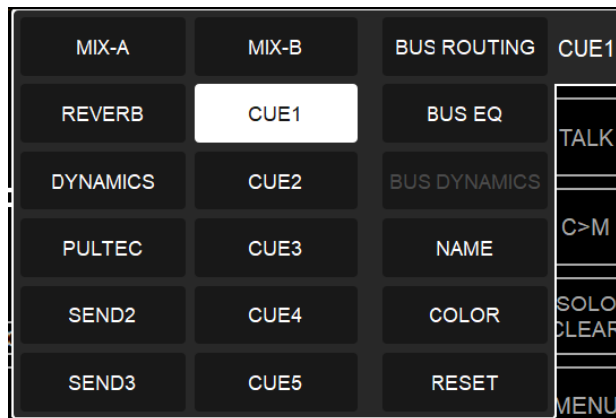 MIX-A MIX-B BUS ROUTING CUE1
REVERB CUE1 BUS EQ
TALK
DYNAMICS CUE2 BUS DYNAMICS
PULTEC CUE3 NAME C>M
SEND2 CUE4 COLOR SOLO
CLEAR
SEND3 CUE5 RESET
MENU